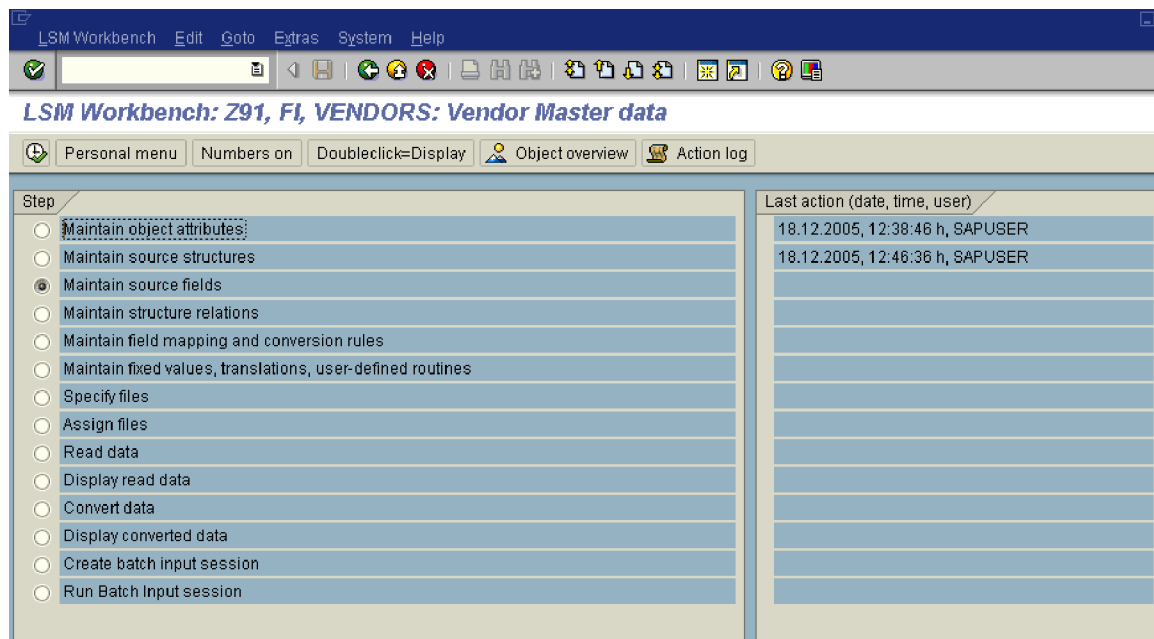 LSM Workbench Edit Goto Extras System Help
LSM Workbench: Z91, FI, VENDORS: Vendor Master data
Personal menu Numbers on Doubleclick=Display Object overview Action log
Step Last action (date, time, user)
Maintain object attributes 18.12.2005, 12:38:46 h, SAPUSER
Maintain source structures 18.12.2005, 12:46:36 h, SAPUSER
Maintain source fields
Maintain structure relations
Maintain field mapping and conversion rules
Maintain fixed values, translations, user-defined routines
Specify files
Assign files
Read data
Display read data
Convert data
Display converted data
Create batch input session
Run Batch Input session